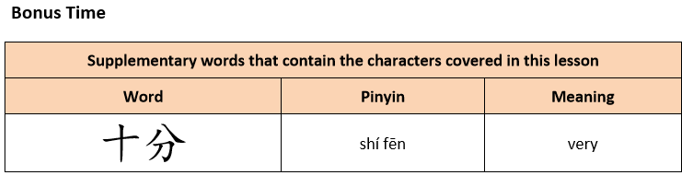 Bonus Time
Supplementary words that contain the characters covered in this lesson
Word Pinyin Meaning
十分 shí fēn very